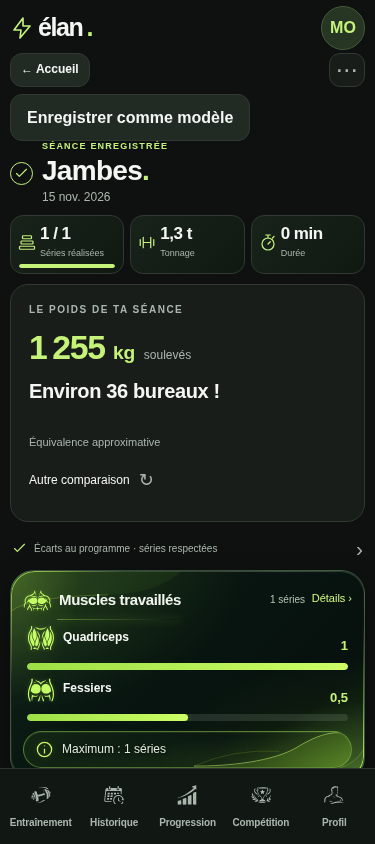 élan.
MO
← Accueil
...
Enregistrer comme modèle
SÉANCE ENREGISTRÉE
Jambes.
15 nov. 2026
1 / 1
Séries réalisées
1,3 t
Tonnage
0 min
Durée
LE POIDS DE TA SÉANCE
1 255 kg soulevés
Environ 36 bureaux !
Équivalence approximative
Autre comparaison ↻
Écarts au programme · séries respectées ›
Muscles travaillés
1 séries Détails ›
Quadriceps
1
Fessiers
0,5
Maximum : 1 séries
Entraînement
Historique
Progression
Compétition
Profil